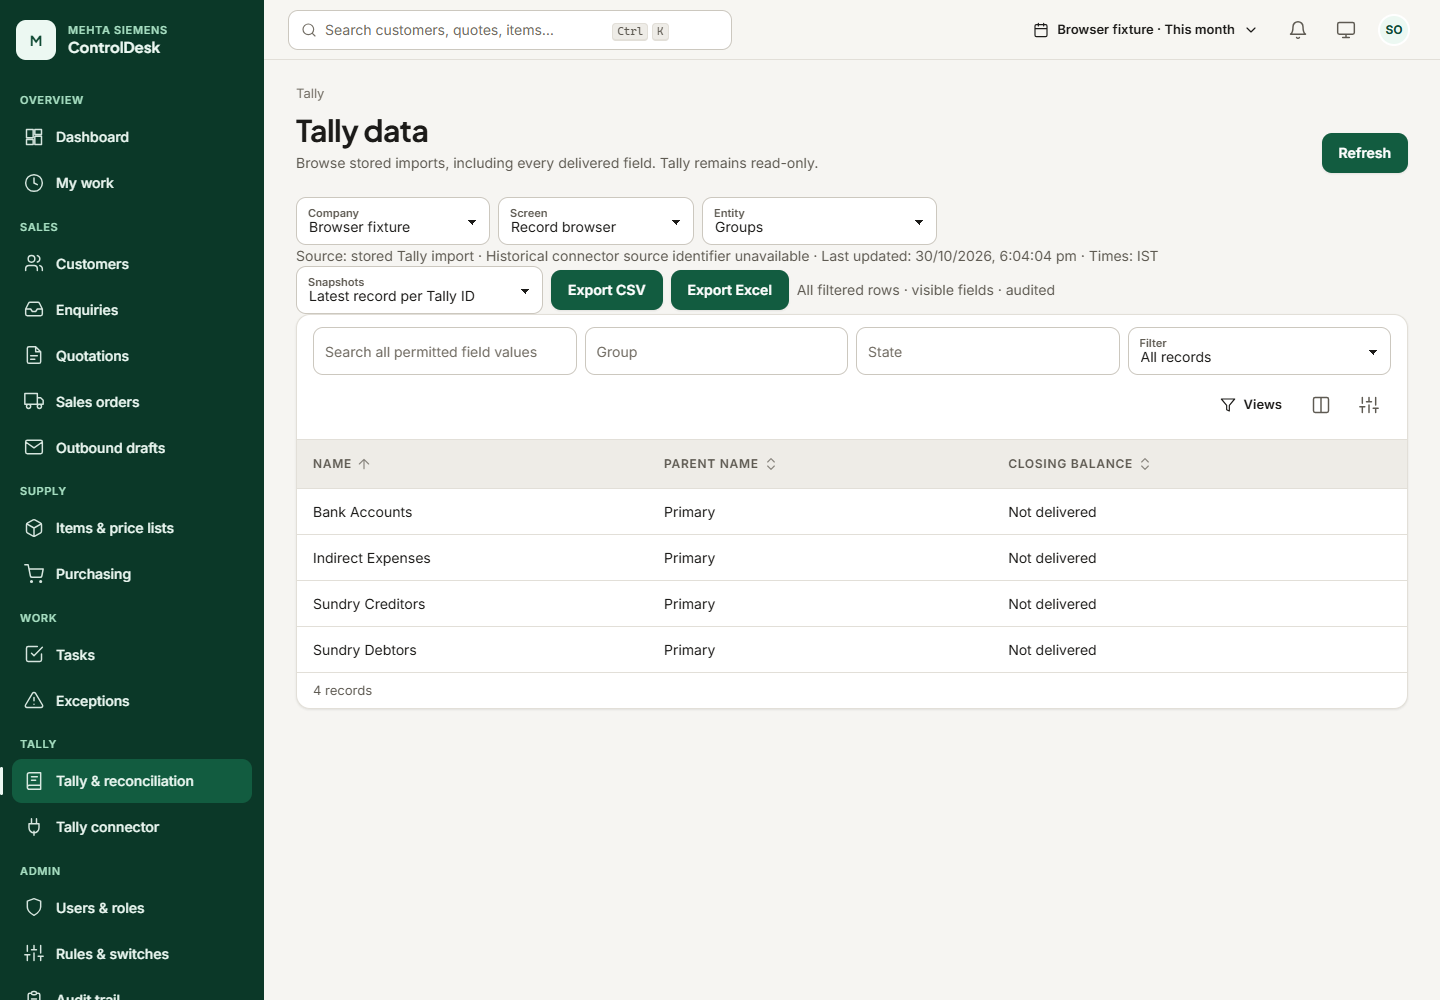 M
MEHTA SIEMENS
ControlDesk
OVERVIEW
Dashboard
My work
SALES
Customers
Enquiries
Quotations
Sales orders
Outbound drafts
SUPPLY
Items & price lists
Purchasing
WORK
Tasks
Exceptions
TALLY
Tally & reconciliation
Tally connector
ADMIN
Users & roles
Rules & switches
Audit trail
Search customers, quotes, items... Ctrl K
Browser fixture · This month
SO
Tally
Tally data
Browse stored imports, including every delivered field. Tally remains read-only.
Refresh
Company
Browser fixture
Screen
Record browser
Entity
Groups
Source: stored Tally import · Historical connector source identifier unavailable · Last updated: 30/10/2026, 6:04:04 pm · Times: IST
Snapshots
Latest record per Tally ID
Export CSV
Export Excel
All filtered rows · visible fields · audited
Search all permitted field values
Group
State
Filter
All records
Views
NAME PARENT NAME CLOSING BALANCE
Bank Accounts Primary Not delivered
Indirect Expenses Primary Not delivered
Sundry Creditors Primary Not delivered
Sundry Debtors Primary Not delivered
4 records